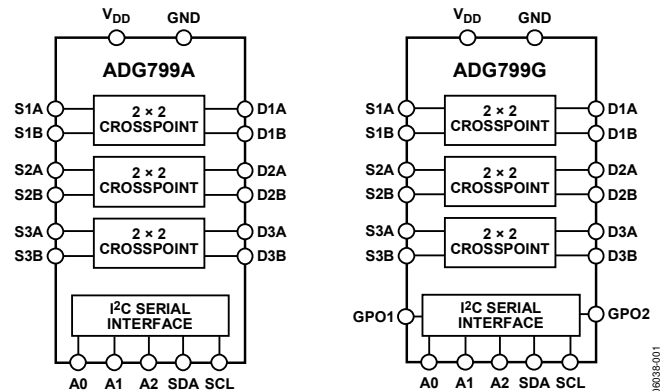 VDD GND
ADG799A
S1A 2 × 2 CROSSPOINT D1A
S1B D1B
S2A 2 × 2 CROSSPOINT D2A
S2B D2B
S3A 2 × 2 CROSSPOINT D3A
S3B D3B
I2C SERIAL
INTERFACE
A0 A1 A2 SDA SCL
VDD GND
ADG799G
S1A 2 × 2 CROSSPOINT D1A
S1B D1B
S2A 2 × 2 CROSSPOINT D2A
S2B D2B
S3A 2 × 2 CROSSPOINT D3A
S3B D3B
GPO1 I2C SERIAL INTERFACE GPO2
A0 A1 A2 SDA SCL
06038-001